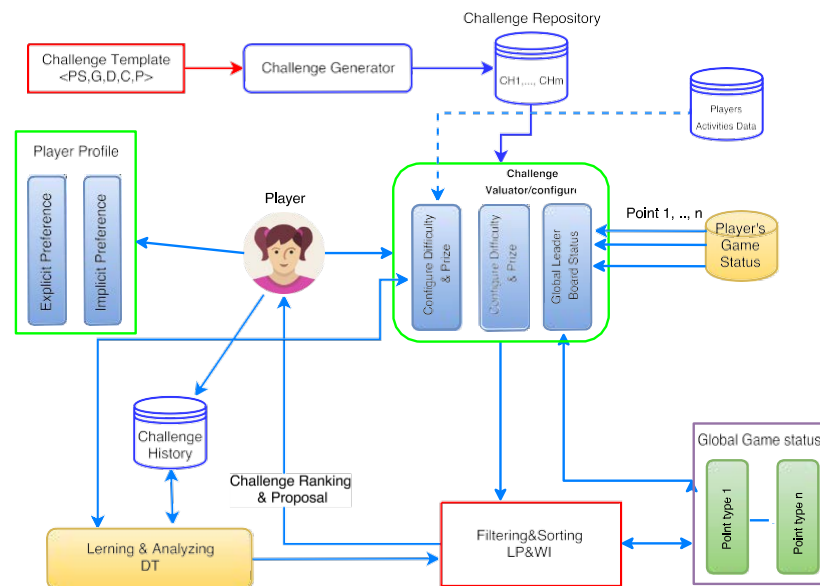 Challenge Repository
Challenge Template
<PS,G,D,C,P>
Challenge Generator
CH1,..., CHm
Players
Activities Data
Player Profile
Explicit Preference
Implicit Preference
Player
Challenge
Valuator/configure
Configure Difficulty
& Prize
Configure Difficulty
& Prize
Global Leader
Board Status
Point 1, .., n
Player's
Game
Status
Challenge
History
Challenge Ranking
& Proposal
Global Game status
Point type 1
Point type n
Lerning & Analyzing
DT
Filtering&Sorting
LP&WI